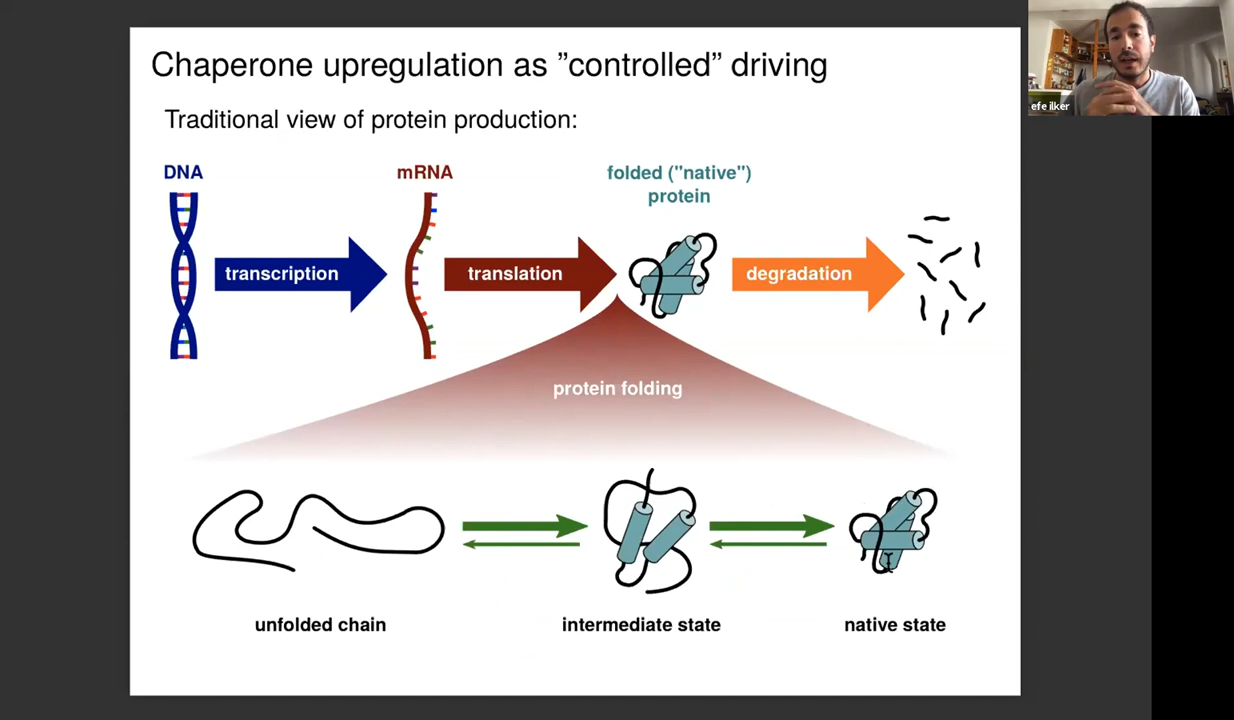 Chaperone upregulation as ”controlled” driving
efe ilker
Traditional view of protein production:
DNA
mRNA
folded ("native")
protein
transcription
translation
degradation
protein folding
unfolded chain
intermediate state
native state